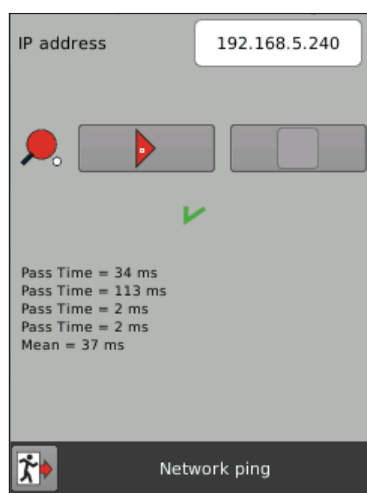 IP address
192.168.5.240
Pass Time = 34 ms
Pass Time = 113 ms
Pass Time = 2 ms
Pass Time = 2 ms
Mean = 37 ms
Network ping